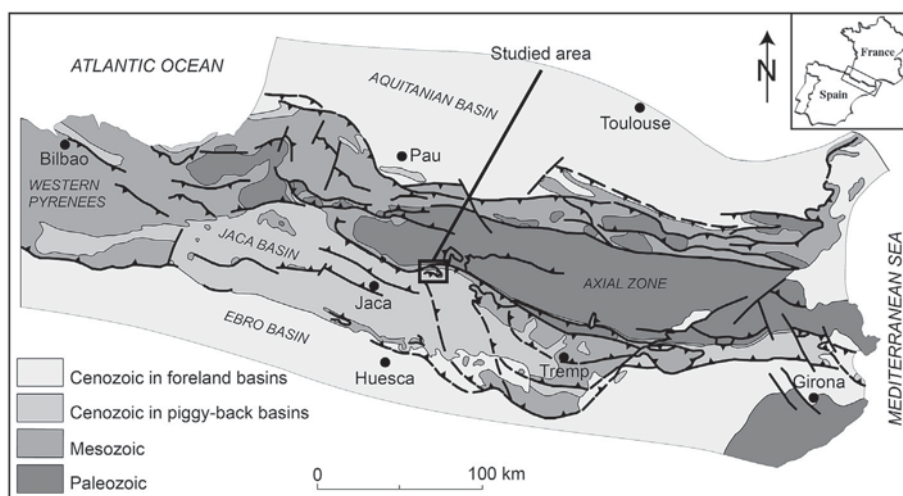 ATLANTIC OCEAN
Studied area
N
France
Spain
AQUITANIAN BASIN
Toulouse
Bilbao
Pau
WESTERN
PYRENEES
JACA BASIN
AXIAL ZONE
Jaca
EBRO BASIN
MEDITERRANEAN SEA
Huesca
Tremp
Girona
Cenozoic in foreland basins
Cenozoic in piggy-back basins
Mesozoic
Paleozoic
0 100 km